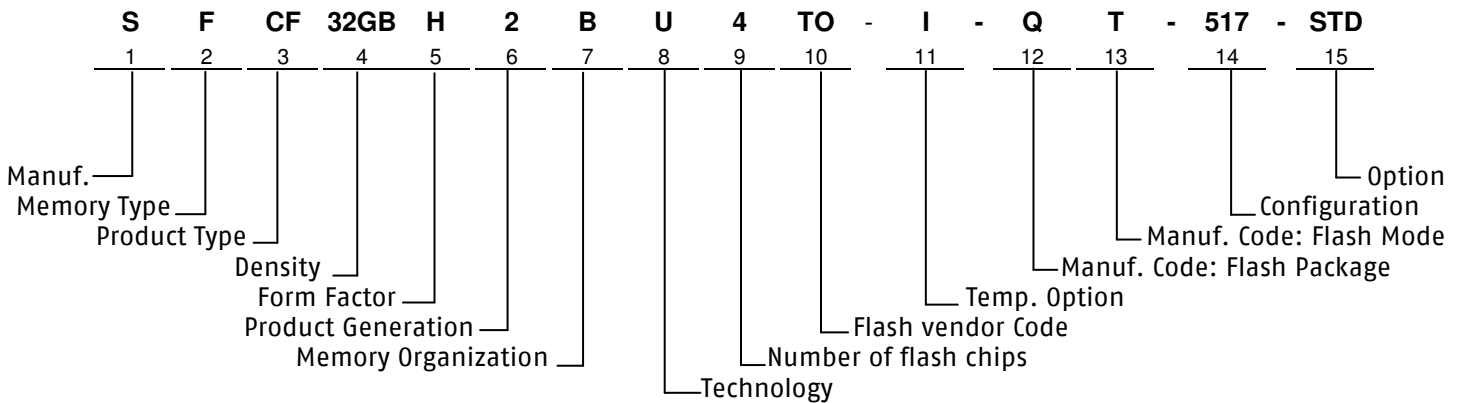 S F CF 32GB H 2 B U 4 TO - I - Q T - 517 - STD
1 2 3 4 5 6 7 8 9 10 11 12 13 14 15
Manuf. Option
Memory Type Configuration
Product Type Manuf. Code: Flash Mode
Density Manuf. Code: Flash Package
Form Factor Temp. Option
Product Generation Flash vendor Code
Memory Organization Number of flash chips
Technology